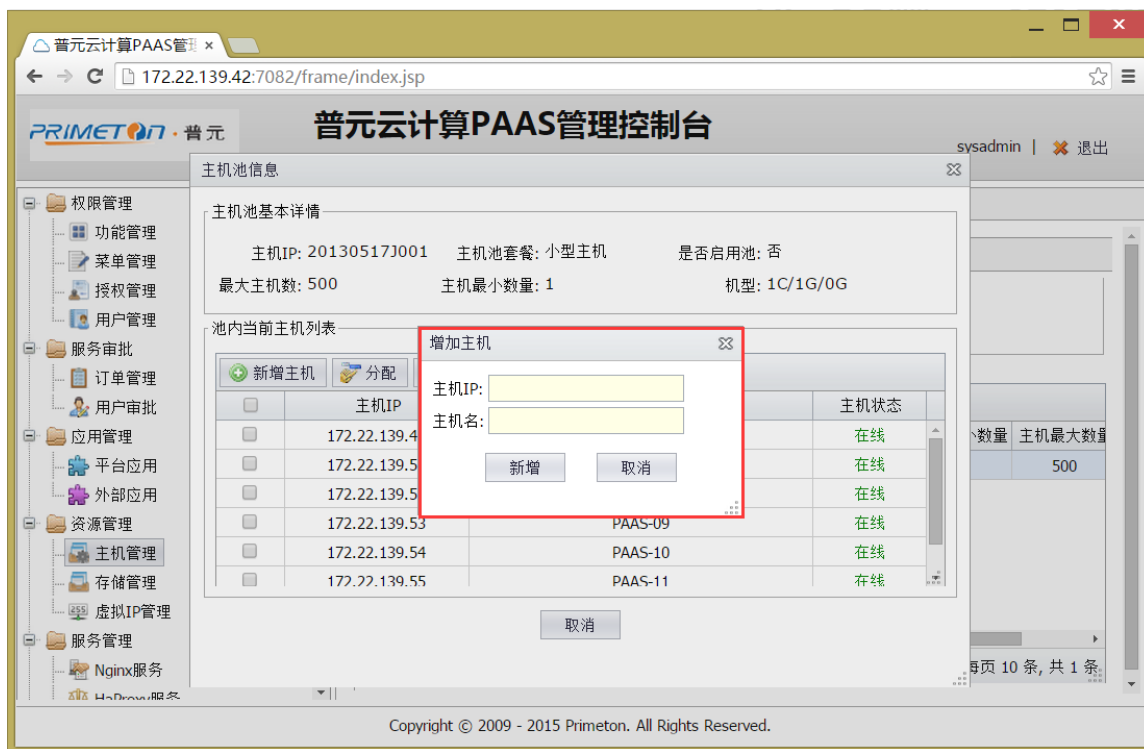 普元云计算PAAS管理
172.22.139.42:7082/frame/index.jsp
PRIMETON · 普元
普元云计算PAAS管理控制台
sysadmin | 退出
主机池信息
权限管理
功能管理
菜单管理
授权管理
用户管理
服务审批
订单管理
用户审批
应用管理
平台应用
外部应用
资源管理
主机管理
存储管理
255 虚拟IP管理
服务管理
Nginx服务
HaProxy服务
主机池基本详情
主机IP: 20130517J001 主机池套餐: 小型主机 是否启用池: 否
最大主机数: 500 主机最小数量: 1 机型: 1C/1G/0G
池内当前主机列表
新增主机 分配
主机IP 主机状态
172.22.139.4 在线
172.22.139.5 在线
172.22.139.5 在线
172.22.139.53 PAAS-09 在线
172.22.139.54 PAAS-10 在线
172.22.139.55 PAAS-11 在线
增加主机
主机IP:
主机名:
新增 取消
取消
数量 主机最大数量
500
每页 10 条, 共 1 条.
Copyright © 2009 - 2015 Primeton. All Rights Reserved.